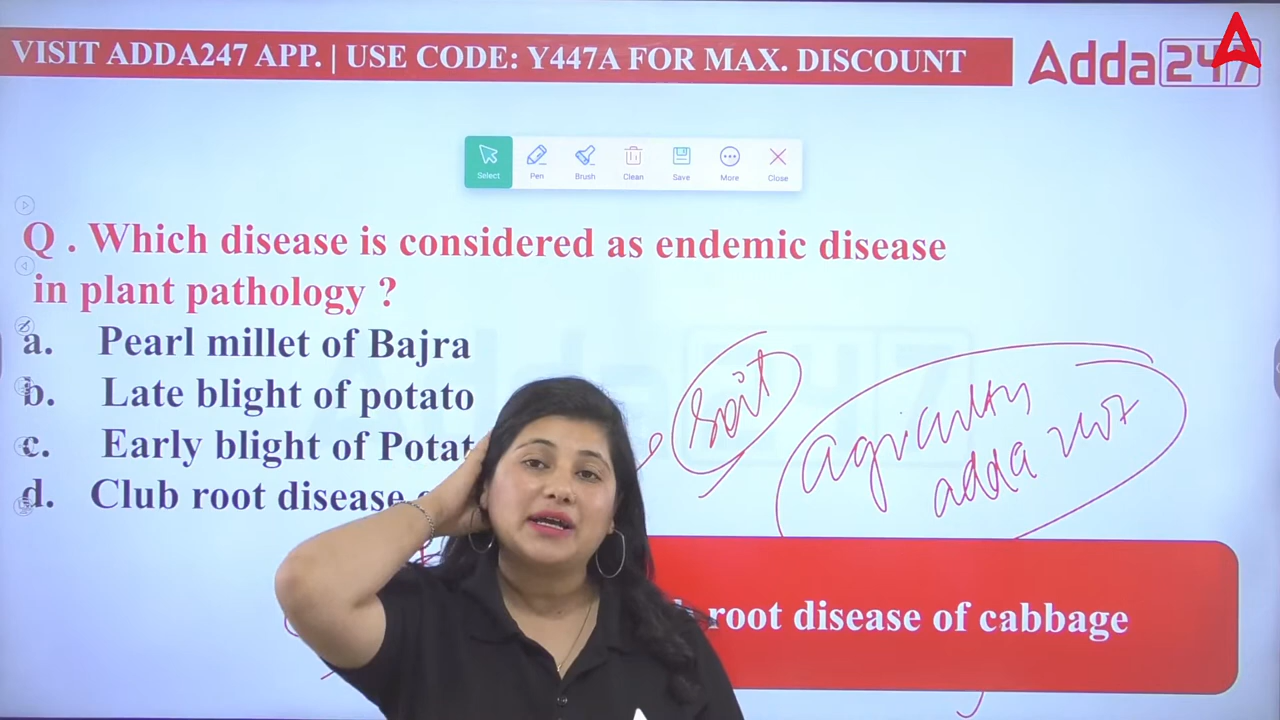 VISIT ADDA247 APP. | USE CODE: Y447A FOR MAX. DISCOUNT
Adda247
Select Pen Brush Clean Save More Close
Q . Which disease is considered as endemic disease
in plant pathology ?
a. Pearl millet of Bajra
b. Late blight of potato
c. Early blight of Potat
d. Club root disease
adda 247
root disease of cabbage